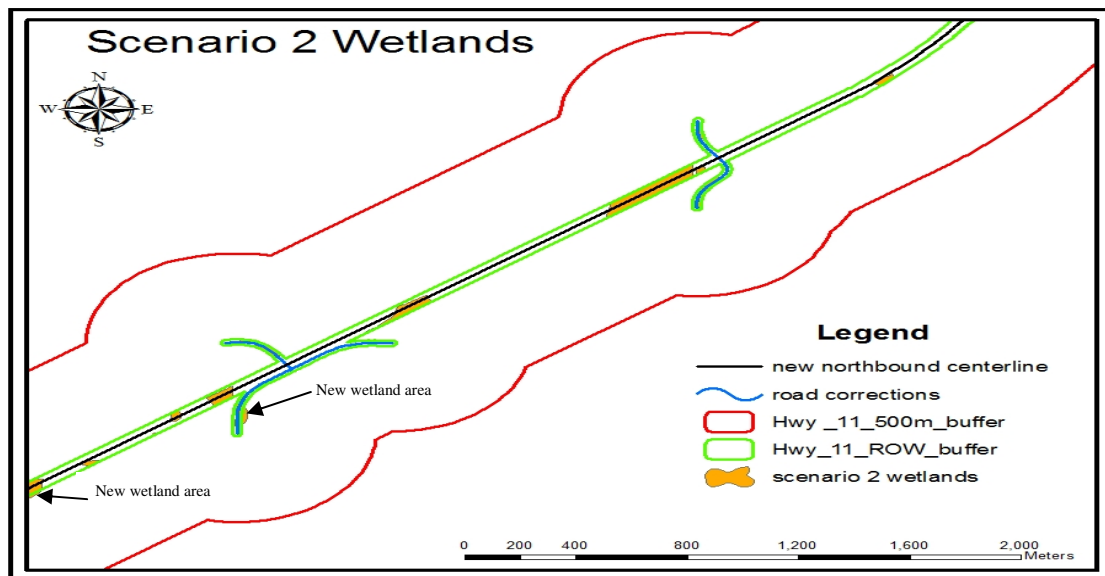 Scenario 2 Wetlands
N
W E
S
New wetland area
New wetland area
Legend
new northbound centerline
road corrections
Hwy _11_500m_buffer
Hwy_11_ROW_buffer
scenario 2 wetlands
0 200 400 800 1,200 1,600 2,000
Meters